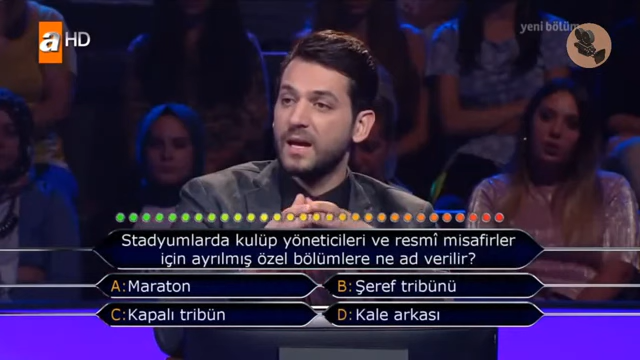 a HD
yeni bölüm
Stadyumlarda kulüp yöneticileri ve resmî misafirler
için ayrılmış özel bölümlere ne ad verilir?
A: Maraton
B: Şeref tribünü
C: Kapalı tribün
D: Kale arkası